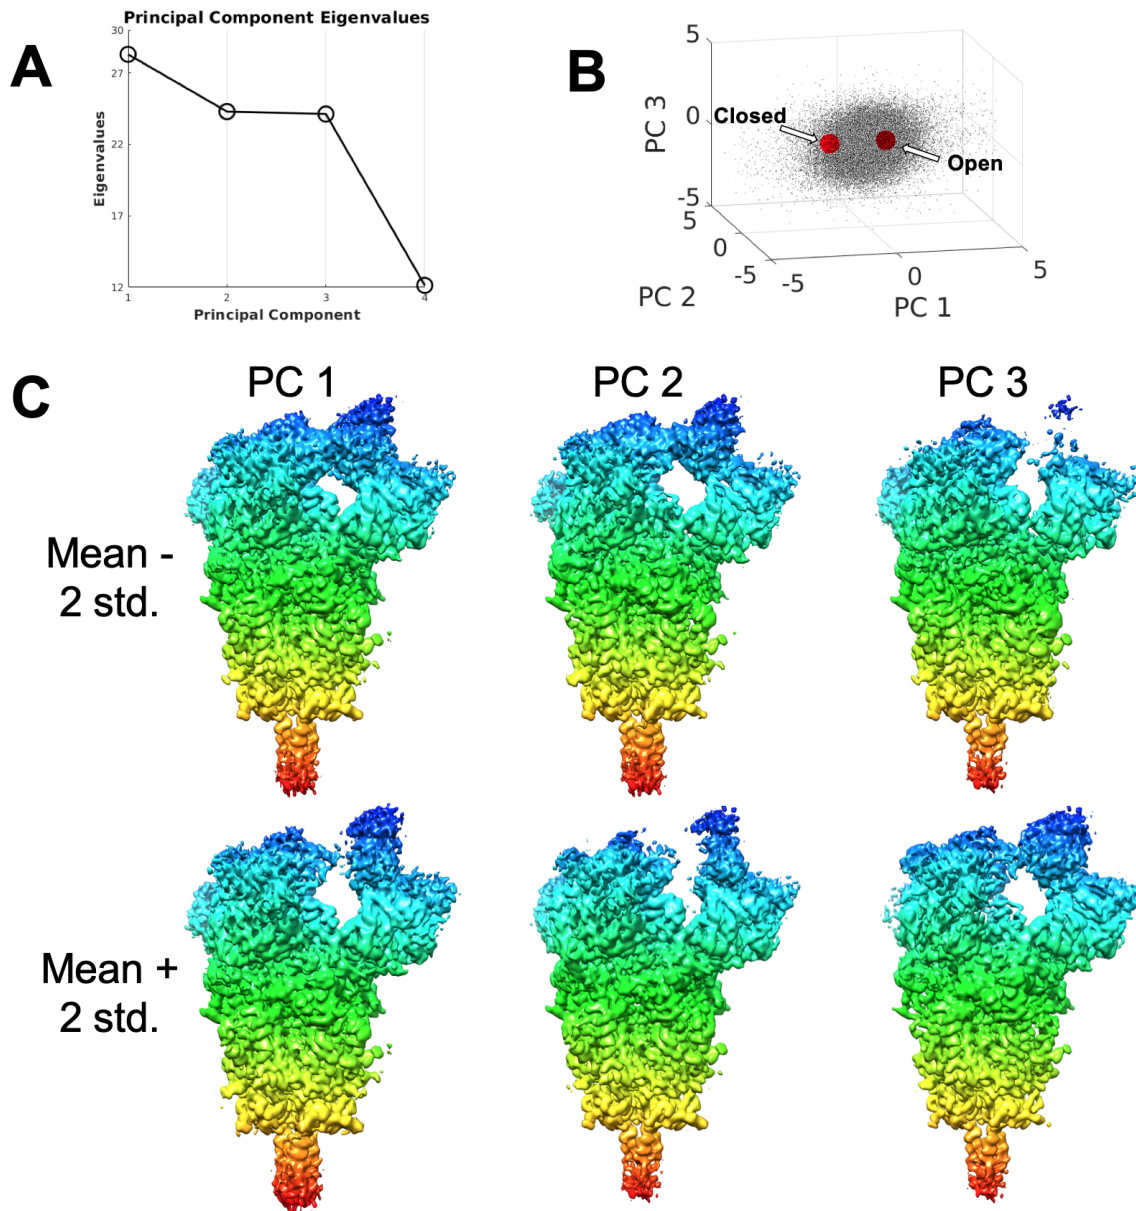 A
Principal Component Eigenvalues
30
27
22
17
12
Eigenvalues
1
2
3
4
Principal Component
B
5
0
-5
PC 3
Closed
Open
5
0
-5
PC 2
-5
0
5
PC 1
C
PC 1
PC 2
PC 3
Mean -
2 std.
Mean +
2 std.